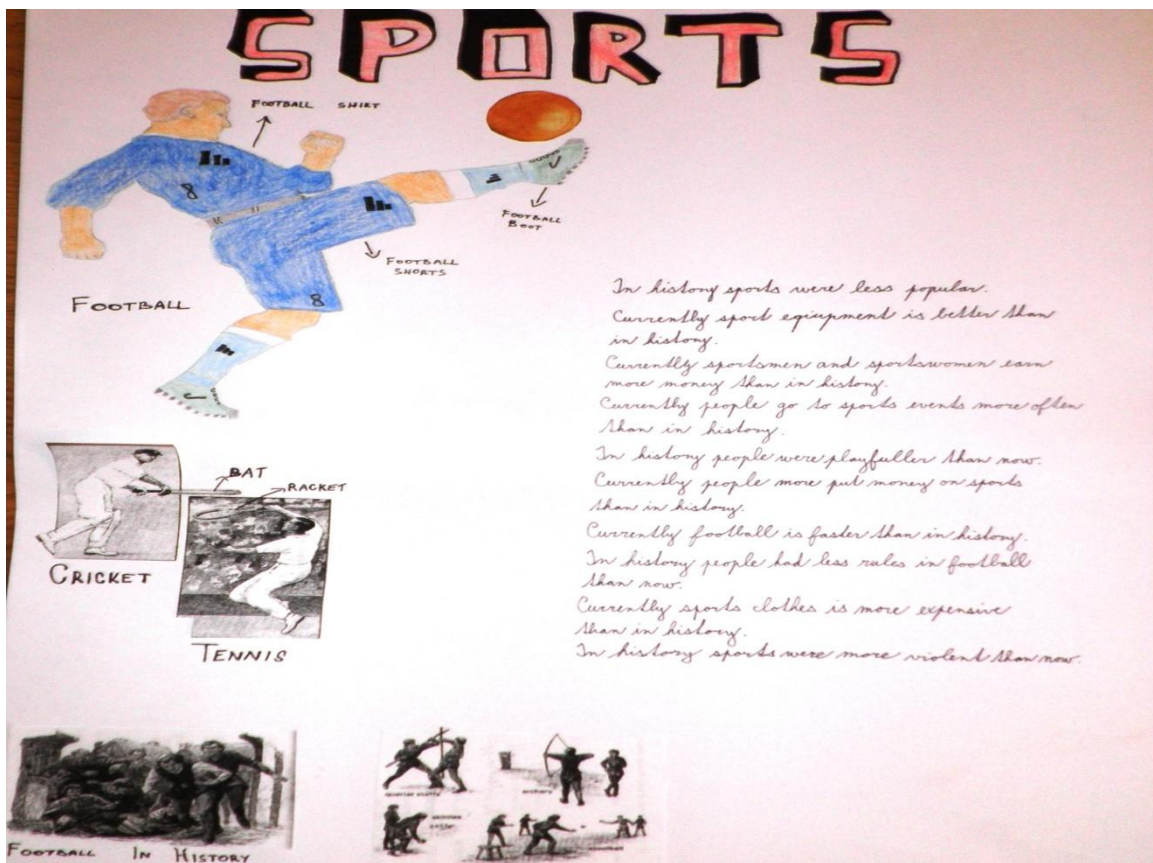 SPORTS
FOOTBALL SHIRT
FOOTBALL
BOOT
FOOTBALL
SHORTS
8
8
FOOTBALL
In history sports were less popular.
Currently sport equipment is better than
in history.
Currently sportsmen and sportswomen earn
more money than in history.
Currently people go to sports events more often
than in history.
In history people were playfuller than now.
Currently people more put money on sports
than in history.
Currently football is faster than in history.
In history people had less rules in football
than now.
Currently sports clothes is more expensive
than in history.
In history sports were more violent than now.
BAT
RACKET
CRICKET
TENNIS
FOOTBALL IN HISTORY
archery